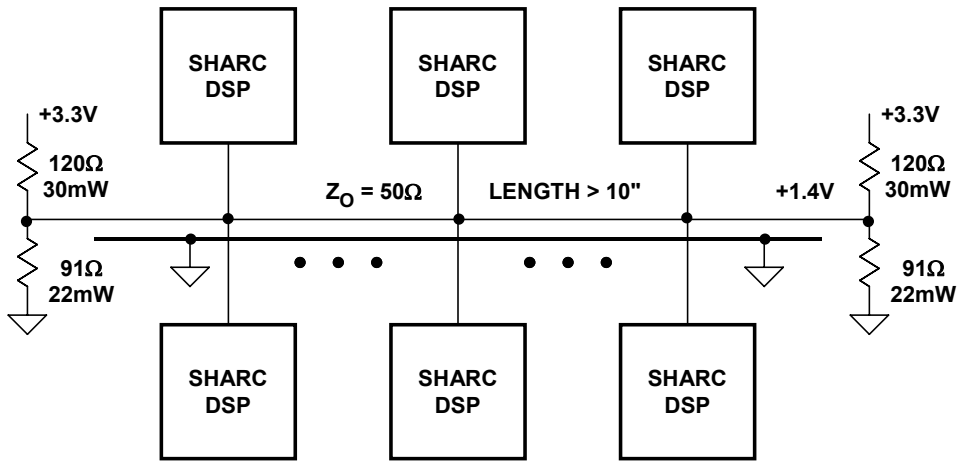 SHARC
DSP
SHARC
DSP
SHARC
DSP
+3.3V
+3.3V
120Ω
30mW
120Ω
30mW
ZO = 50Ω
LENGTH > 10"
+1.4V
91Ω
22mW
91Ω
22mW
SHARC
DSP
SHARC
DSP
SHARC
DSP